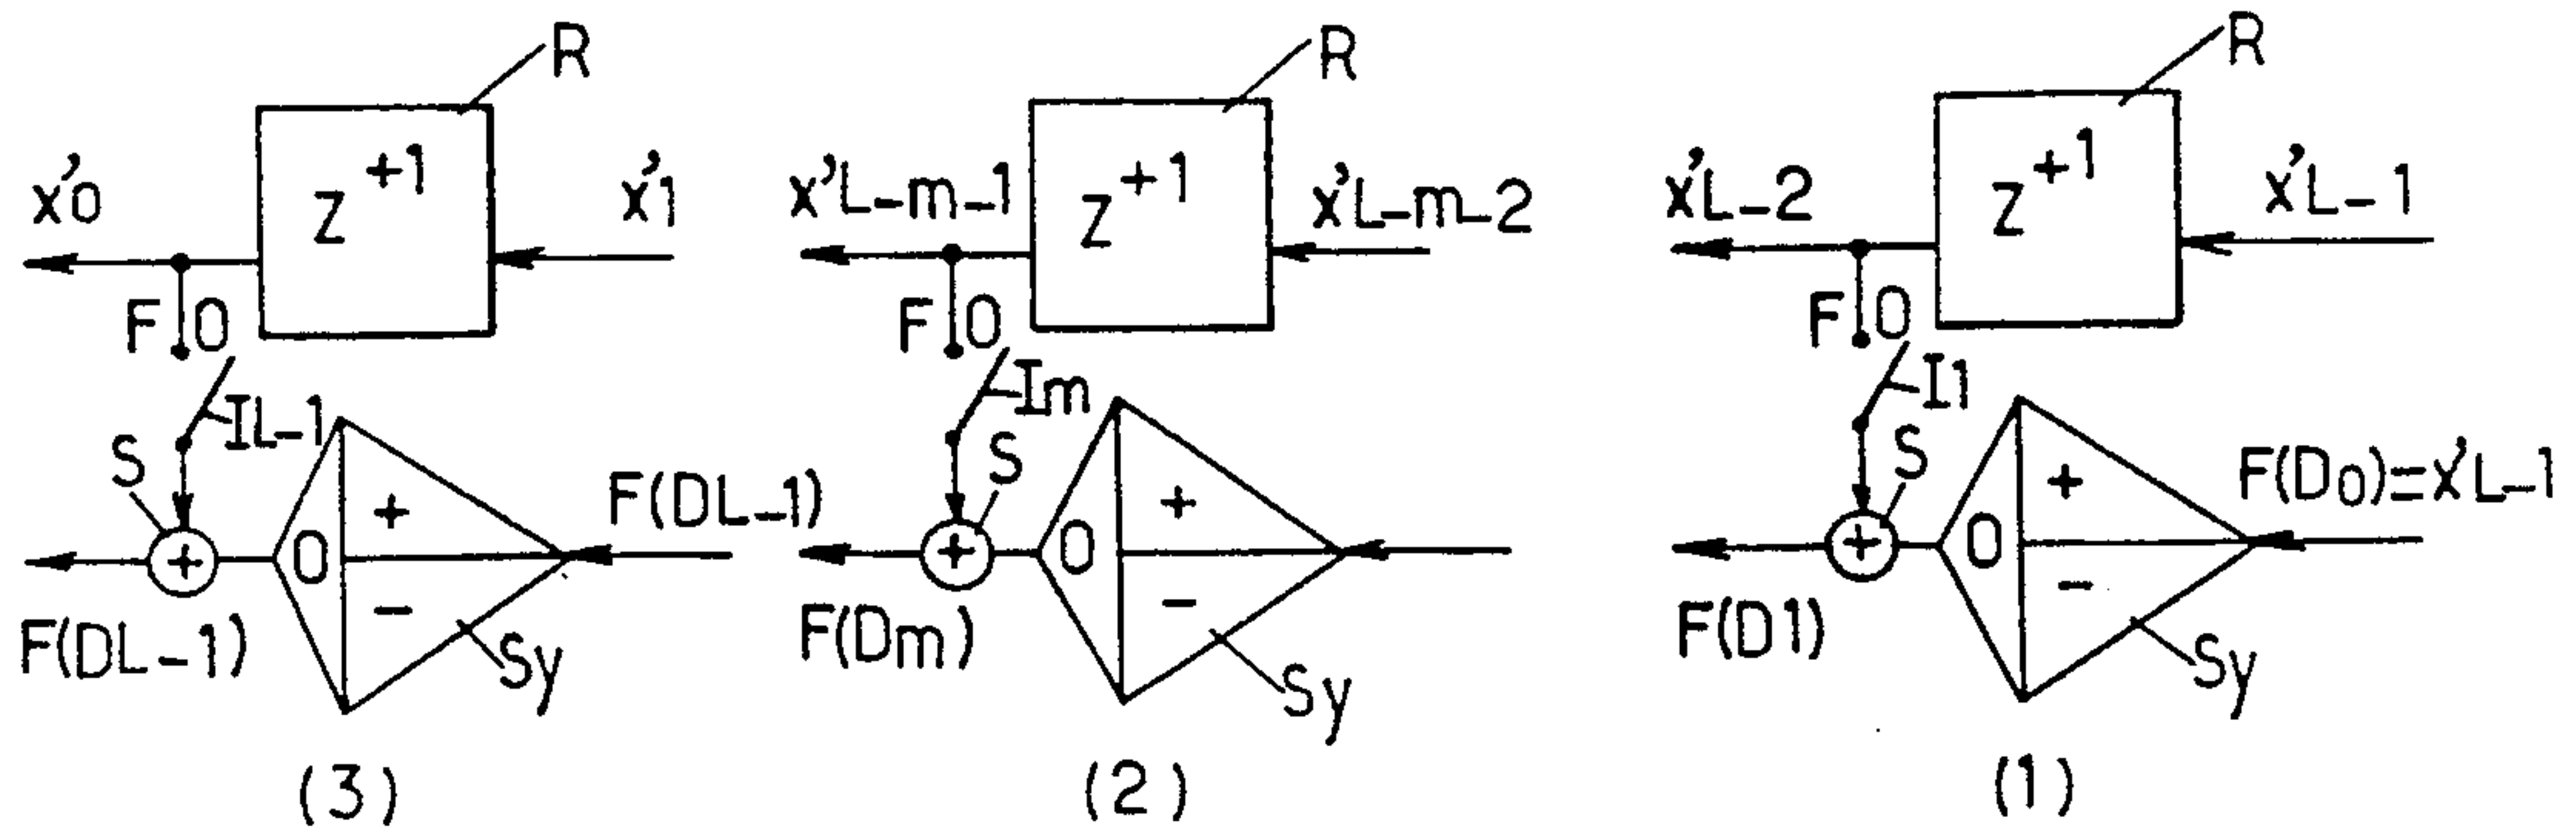 R R R
Z+1 Z+1 Z+1
x'0 x'1 x'L-m-1 x'L-m-2 x'L-2 x'L-1
F O F O F O
IL-1 Im I1
S S S
+ + +
O O O
+ + +
- - -
F(DL-1) F(D0)=x'L-1
F(DL-1) F(Dm) F(D1)
Sy Sy Sy
(3) (2) (1)